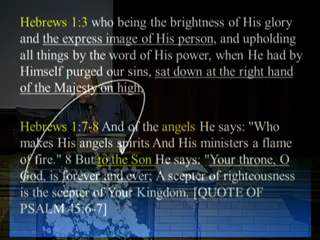 Hebrews 1:3 who being the brightness of His glory
and the express image of His person, and upholding
all things by the word of His power, when He had by
Himself purged our sins, sat down at the right hand
of the Majesty on high,
Hebrews 1:7-8 And of the angels He says: "Who
makes His angels spirits And His ministers a flame
of fire." 8 But to the Son He says: "Your throne, O
God, is forever and ever; A scepter of righteousness
is the scepter of Your Kingdom. [QUOTE OF
PSALM 45:6-7]